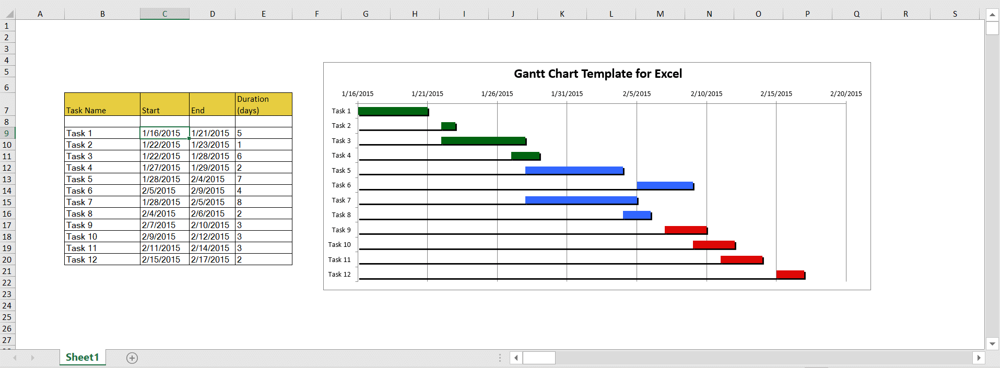 A B C D E F G H I J K L M N O P Q R S
1
2
3
4
5
6
7
8
9
10
11
12
13
14
15
16
17
18
19
20
21
22
23
24
25
26
27
Task Name Start End Duration (days)
Task 1 1/16/2015 1/21/2015 5
Task 2 1/22/2015 1/23/2015 1
Task 3 1/22/2015 1/28/2015 6
Task 4 1/27/2015 1/29/2015 2
Task 5 1/28/2015 2/4/2015 7
Task 6 2/5/2015 2/9/2015 4
Task 7 1/28/2015 2/5/2015 8
Task 8 2/4/2015 2/6/2015 2
Task 9 2/7/2015 2/10/2015 3
Task 10 2/9/2015 2/12/2015 3
Task 11 2/11/2015 2/14/2015 3
Task 12 2/15/2015 2/17/2015 2
Gantt Chart Template for Excel
1/16/2015 1/21/2015 1/26/2015 1/31/2015 2/5/2015 2/10/2015 2/15/2015 2/20/2015
Task 1
Task 2
Task 3
Task 4
Task 5
Task 6
Task 7
Task 8
Task 9
Task 10
Task 11
Task 12
Sheet1